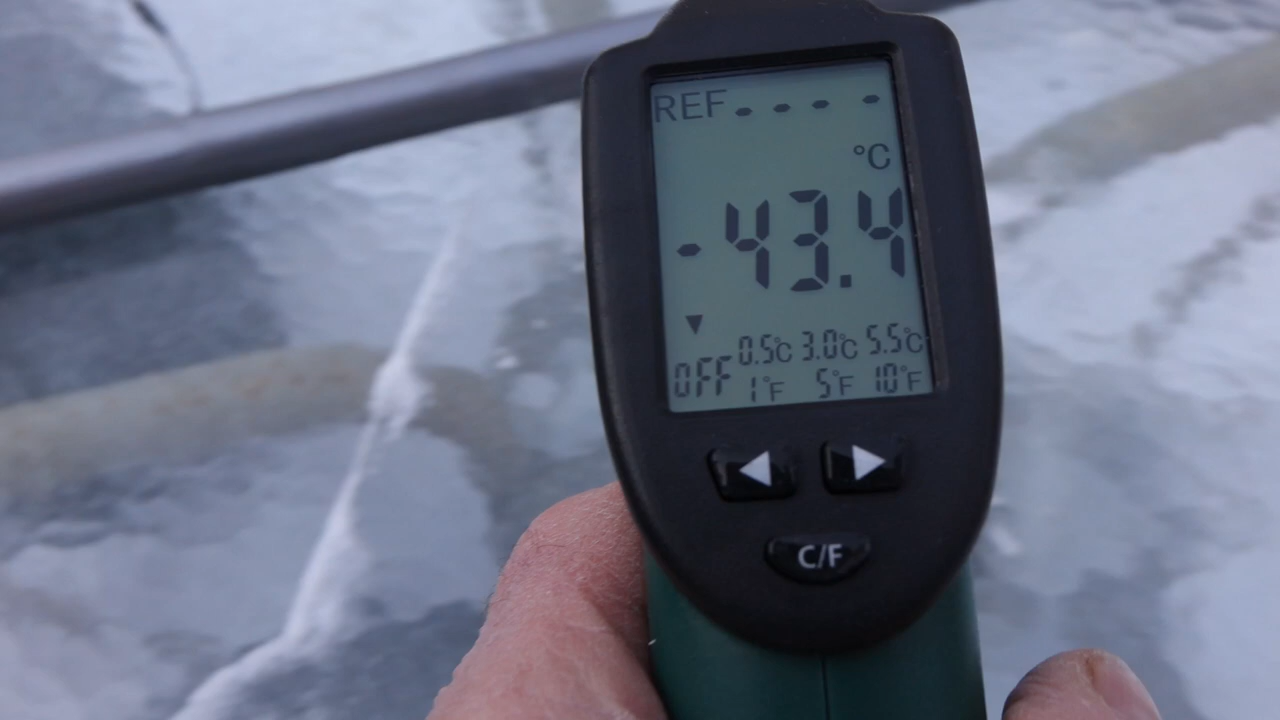 REF - - - -
°C
-43.4
▼
0.5°C 3.0°C 5.5°C
OFF 1°F 5°F 10°F
◀ ▶
C/F